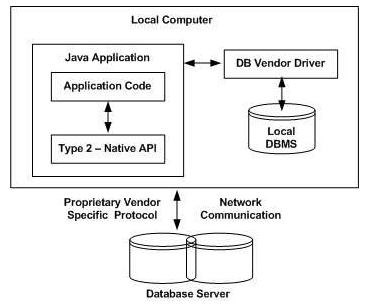 Local Computer
Java Application
Application Code
Type 2 – Native API
DB Vendor Driver
Local
DBMS
Proprietary Vendor
Specific Protocol
Network
Communication
Database Server